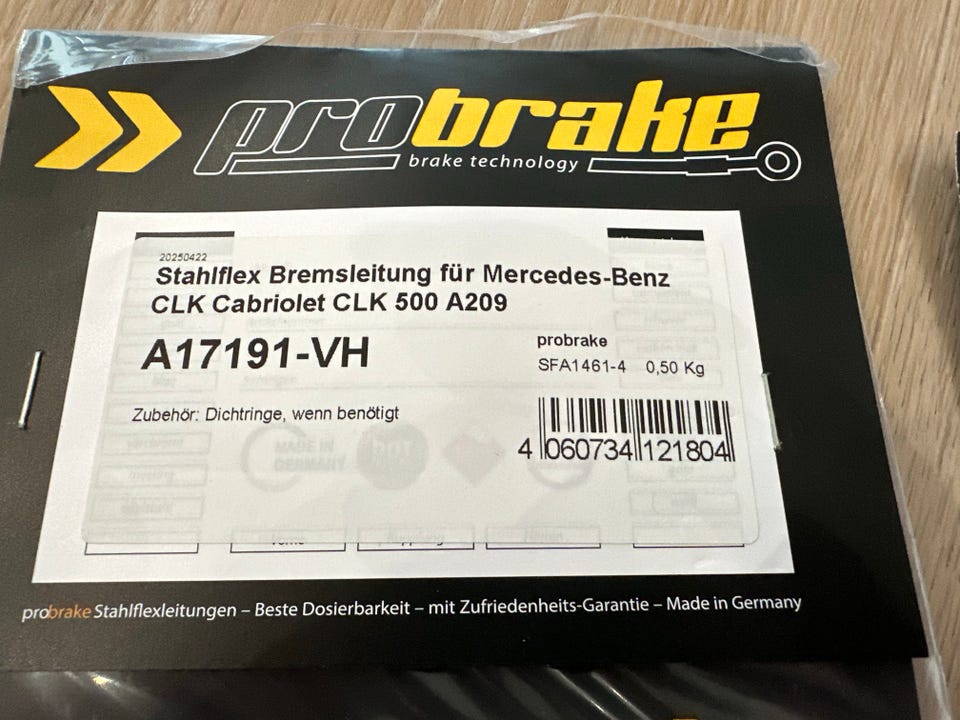 probrake
brake technology
20250422
Stahlflex Bremsleitung für Mercedes-Benz
CLK Cabriolet CLK 500 A209
A17191-VH
probrake
SFA1461-4 0,50 Kg
Zubehör: Dichtringe, wenn benötigt
4 060734 121804
MADE IN
GERMANY
probrake Stahlflexleitungen – Beste Dosierbarkeit – mit Zufriedenheits-Garantie – Made in Germany